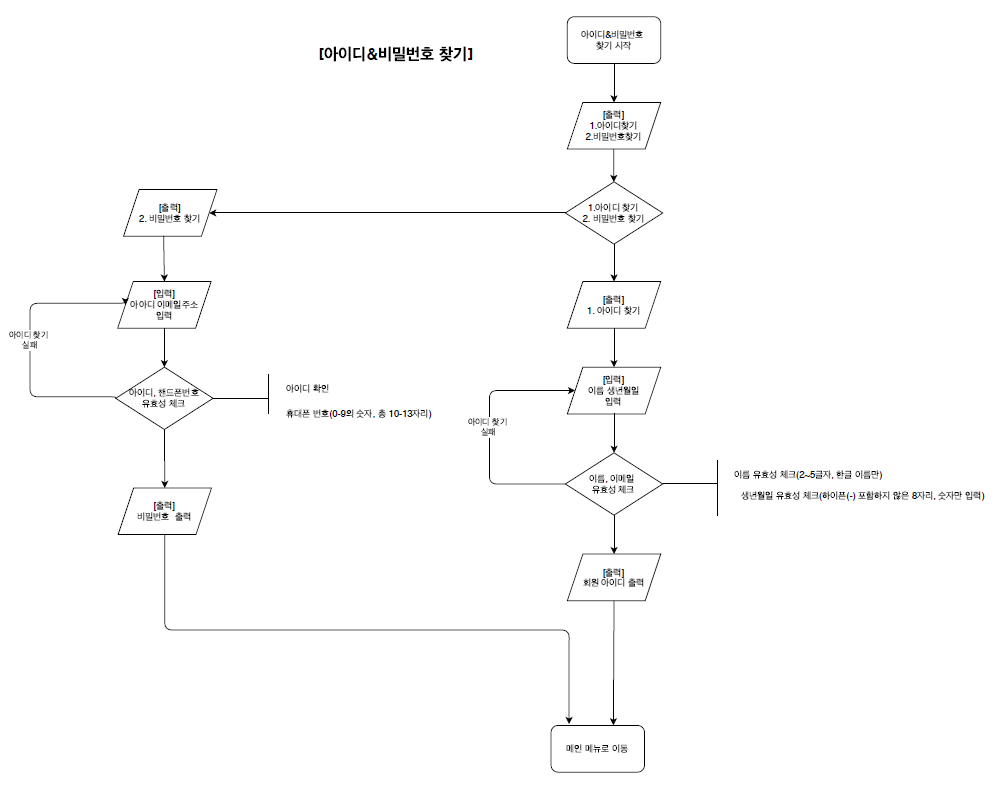 [아이디&비밀번호 찾기]
아이디&비밀번호
찾기 시작
[출력]
1.아이디찾기
2.비밀번호찾기
1.아이디 찾기
2. 비밀번호 찾기
[출력]
2. 비밀번호 찾기
[입력]
아아디 이메일주소
입력
아이디 찾기
실패
아이디, 핸드폰번호
유효성 체크
아이디 확인
휴대폰 번호(0-9의 숫자, 총 10-13자리)
[출력]
비밀번호 출력
[출력]
1. 아이디 찾기
[입력]
이름 생년월일
입력
아이디 찾기
실패
이름, 이메일
유효성 체크
이름 유효성 체크(2~5글자, 한글 이름만)
생년월일 유효성 체크(하이픈(-) 포함하지 않은 8자리, 숫자만 입력)
[출력]
회원 아이디 출력
메인 메뉴로 이동